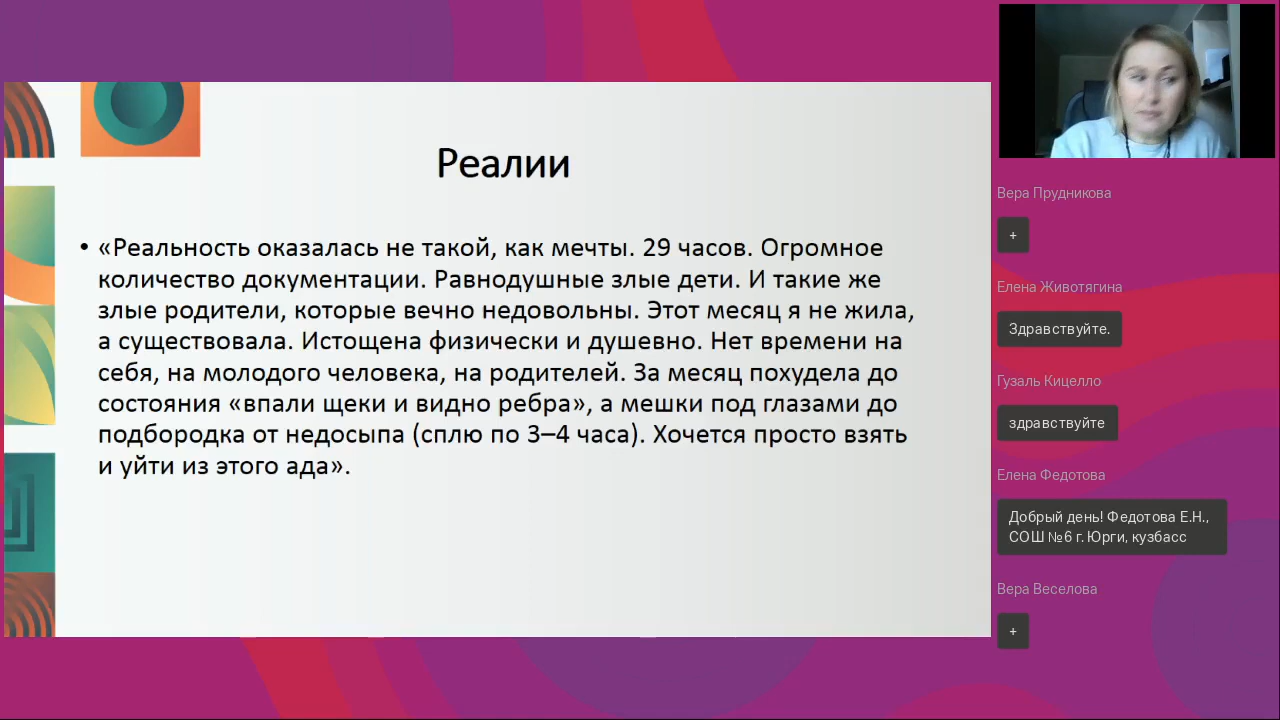 Реалии
• «Реальность оказалась не такой, как мечты. 29 часов. Огромное
количество документации. Равнодушные злые дети. И такие же
злые родители, которые вечно недовольны. Этот месяц я не жила,
а существовала. Истощена физически и душевно. Нет времени на
себя, на молодого человека, на родителей. За месяц похудела до
состояния «впали щеки и видно ребра», а мешки под глазами до
подбородка от недосыпа (сплю по 3–4 часа). Хочется просто взять
и уйти из этого ада».
Вера Прудникова
+
Елена Животягина
Здравствуйте.
Гузаль Кицелло
здравствуйте
Елена Федотова
Добрый день! Федотова Е.Н.,
СОШ №6 г. Юрги, кузбасс
Вера Веселова
+